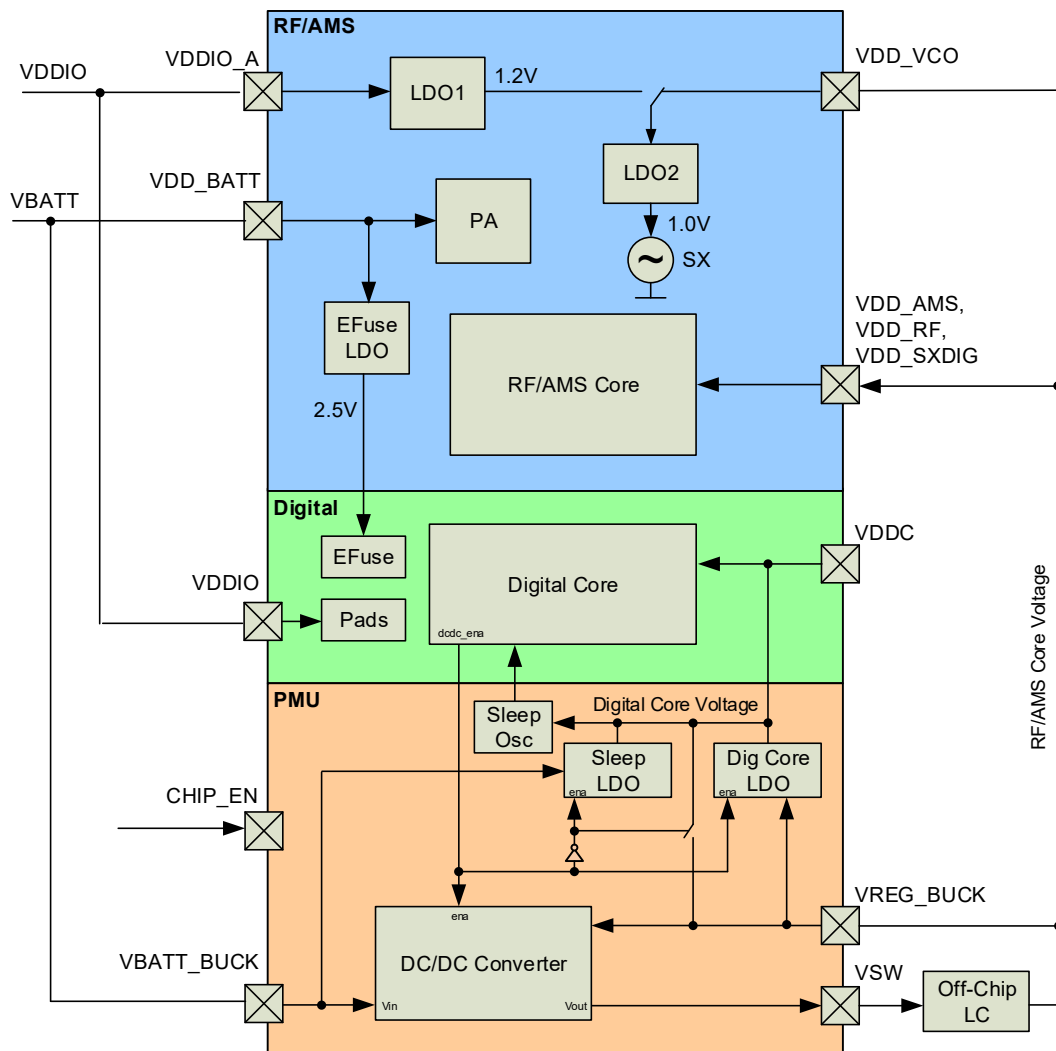 RF/AMS
VDDIO_A
VDD_VCO
VDDIO
1.2V
LDO1
LDO2
VDD_BATT
VBATT
PA
1.0V
SX
EFuse
LDO
VDD_AMS,
VDD_RF,
VDD_SXDIG
RF/AMS Core
2.5V
Digital
VDDC
EFuse
Digital Core
VDDIO
Pads
dcdc_ena
RF/AMS Core Voltage
PMU
Digital Core Voltage
Sleep
Osc
Sleep
LDO
ena
Dig Core
LDO
ena
CHIP_EN
VREG_BUCK
ena
DC/DC Converter
VBATT_BUCK
Vin
Vout
VSW
Off-Chip
LC